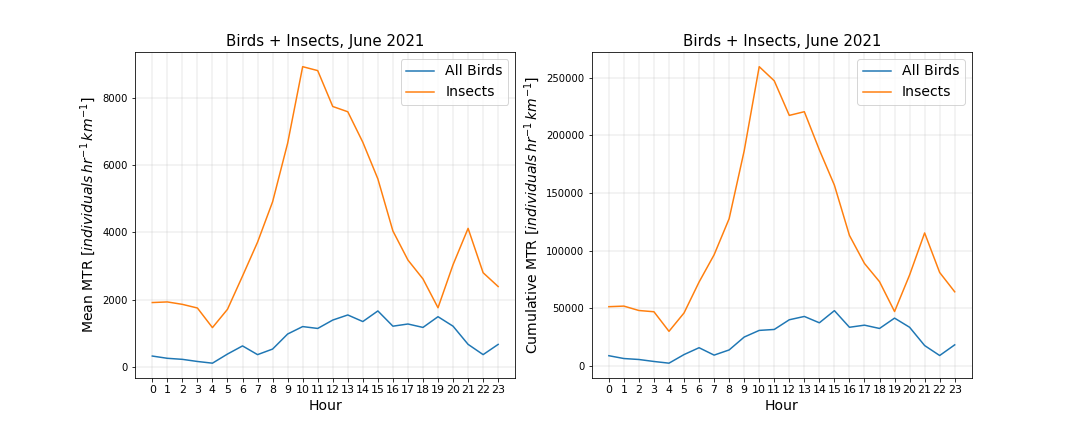 Birds + Insects, June 2021
Mean MTR [individuals hr⁻¹ km⁻¹]
8000
6000
4000
2000
0
All Birds
Insects
0 1 2 3 4 5 6 7 8 9 10 11 12 13 14 15 16 17 18 19 20 21 22 23
Hour
Birds + Insects, June 2021
Cumulative MTR [individuals hr⁻¹ km⁻¹]
250000
200000
150000
100000
50000
0
All Birds
Insects
0 1 2 3 4 5 6 7 8 9 10 11 12 13 14 15 16 17 18 19 20 21 22 23
Hour